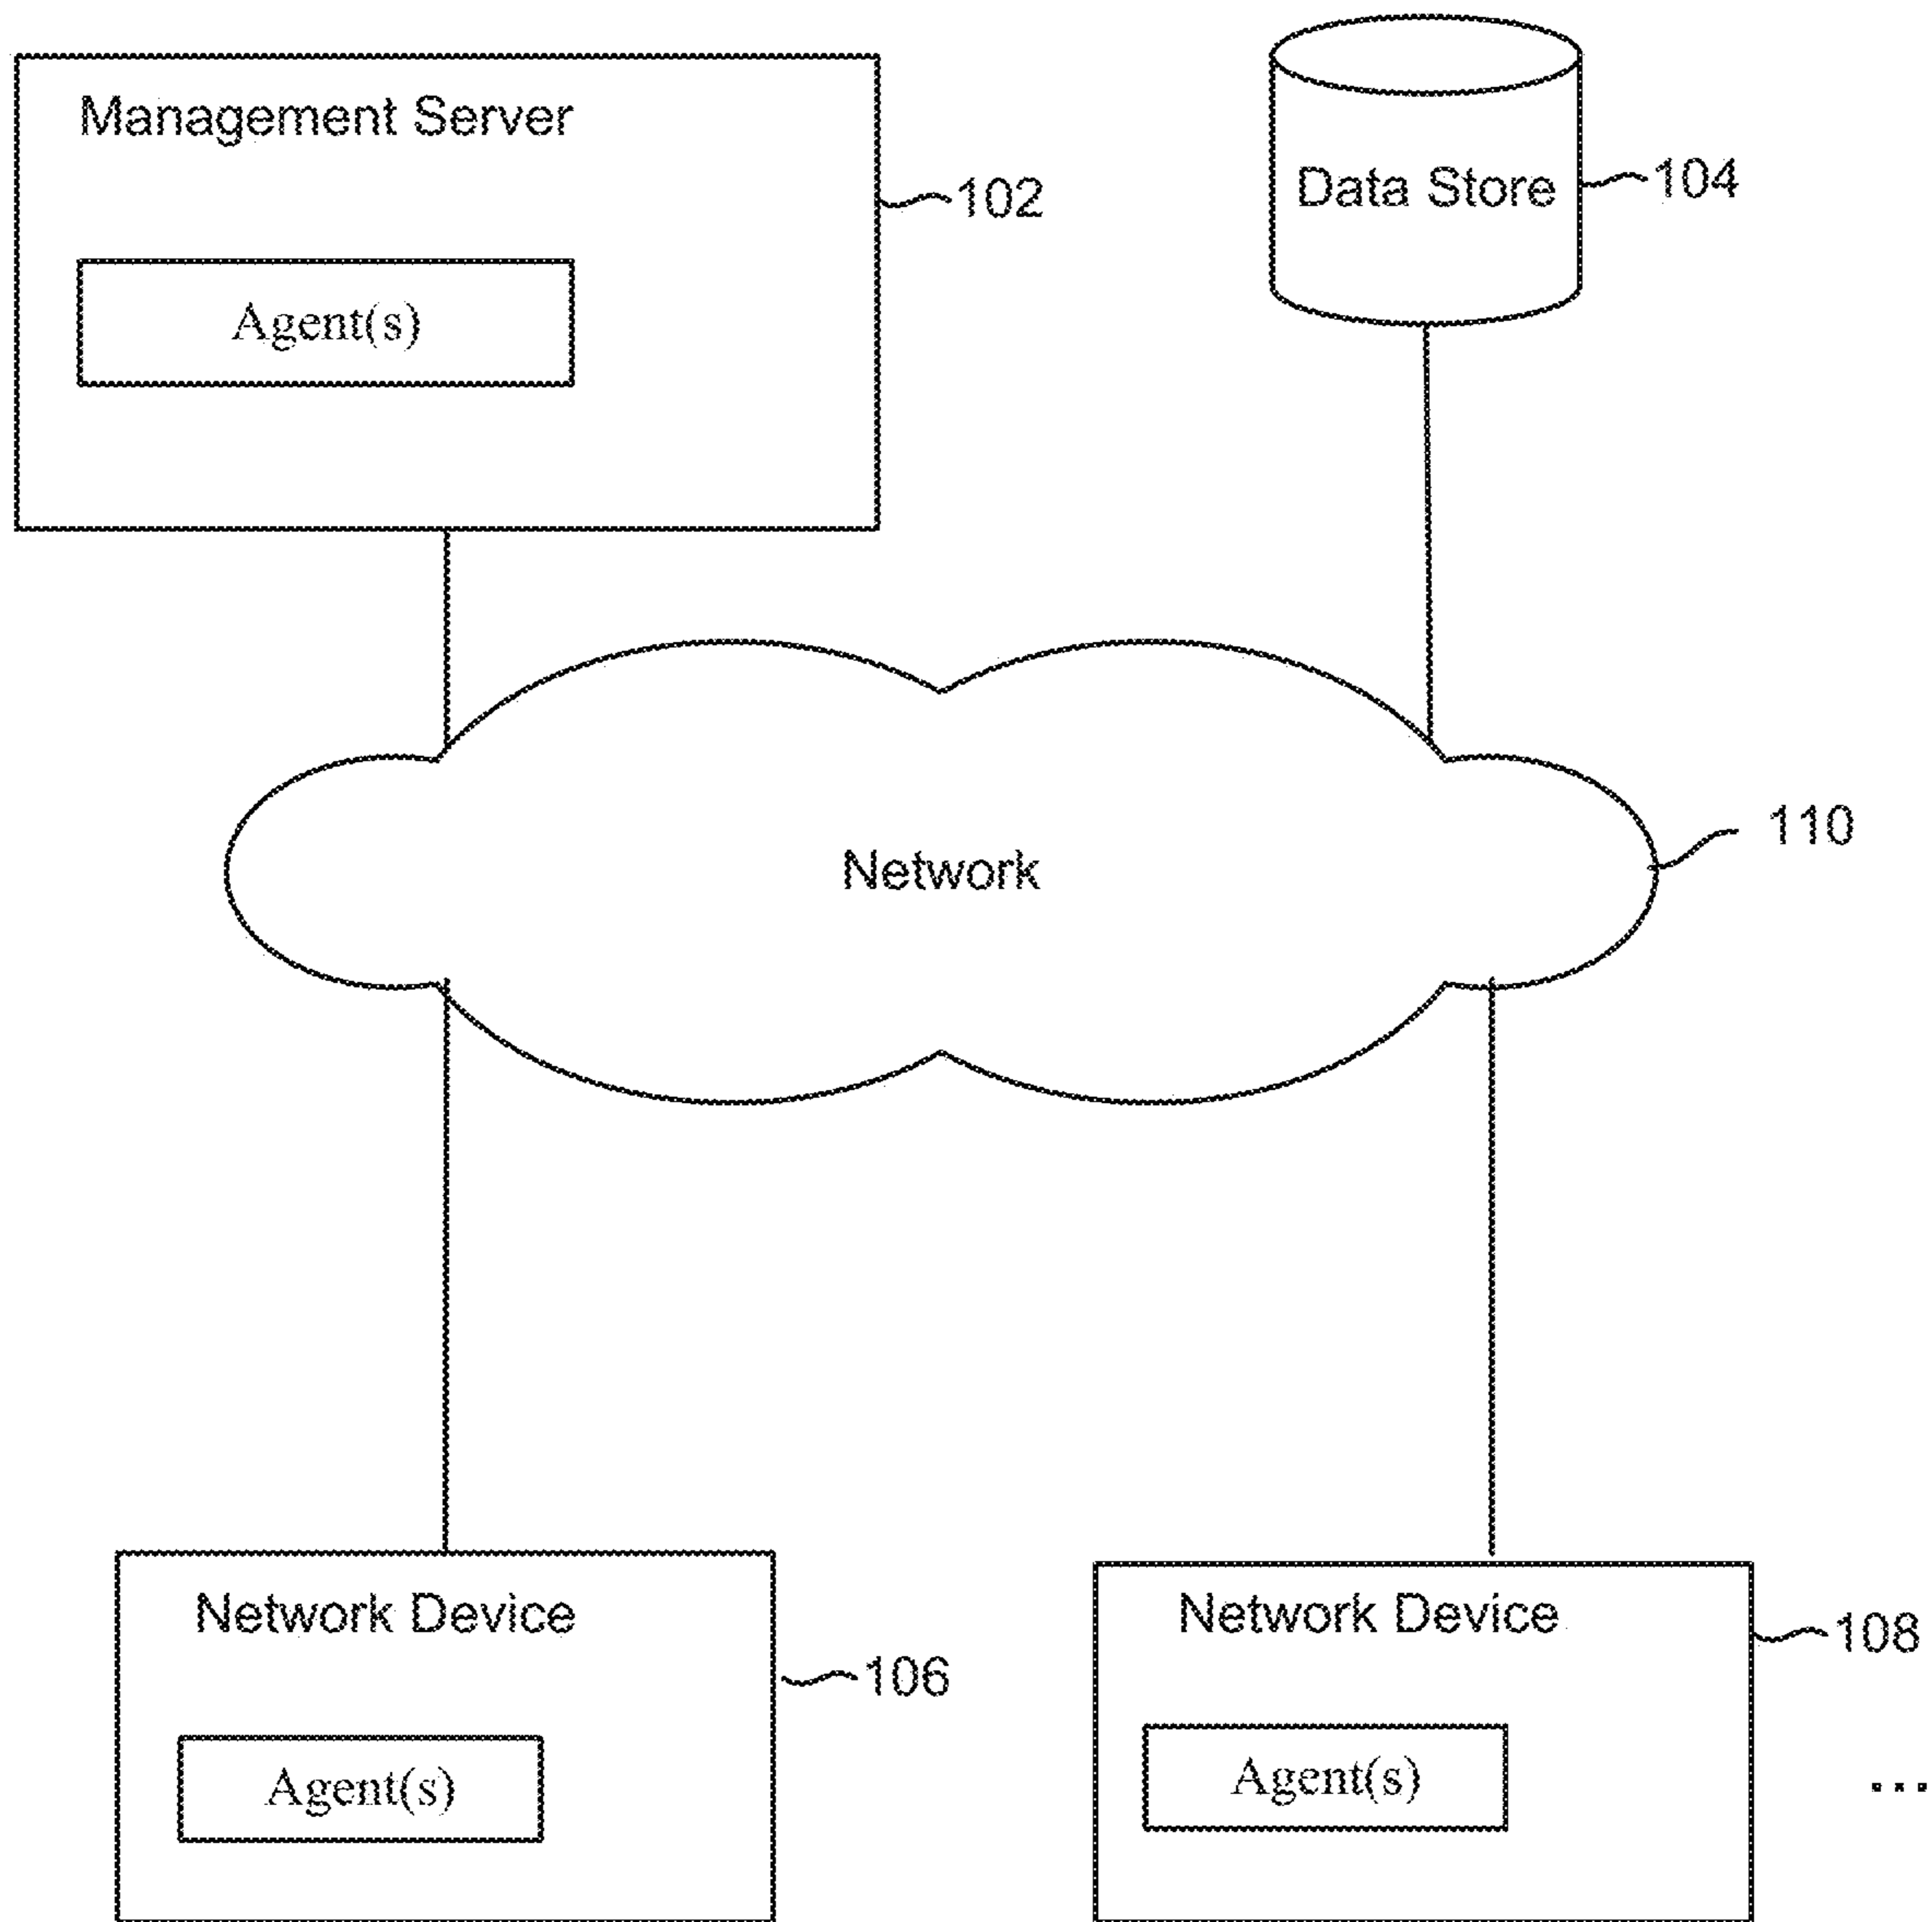 Management Server
102
Agent(s)
Data Store
104
Network
110
Network Device
106
Agent(s)
Network Device
108
Agent(s)
...